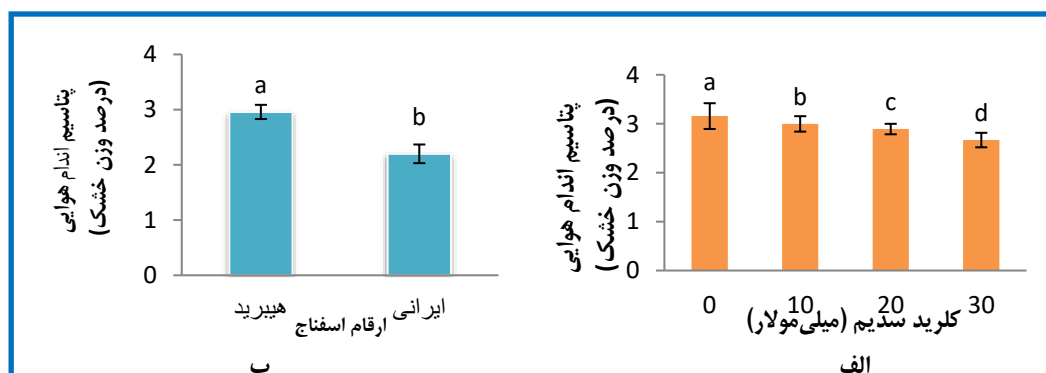 پتاسیم اندام هوایی
(درصد وزن خشک)
4
3
2
1
0
a
b
c
d
0 10 20 30
کلرید سدیم (میلی‌مولار)
الف
پتاسیم اندام هوایی
(درصد وزن خشک)
4
3
2
1
0
a
b
هیبرید ایرانی
ارقام اسفناج
ب